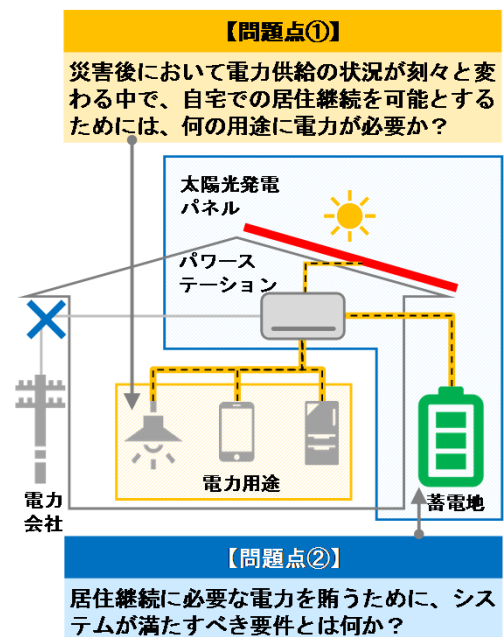 【問題点①】
災害後において電力供給の状況が刻々と変
わる中で、自宅での居住継続を可能とする
ためには、何の用途に電力が必要か？
太陽光発電
パネル
パワース
テーション
電力用途
電力
会社
蓄電地
【問題点②】
居住継続に必要な電力を賄うために、シス
テムが満たすべき要件とは何か？